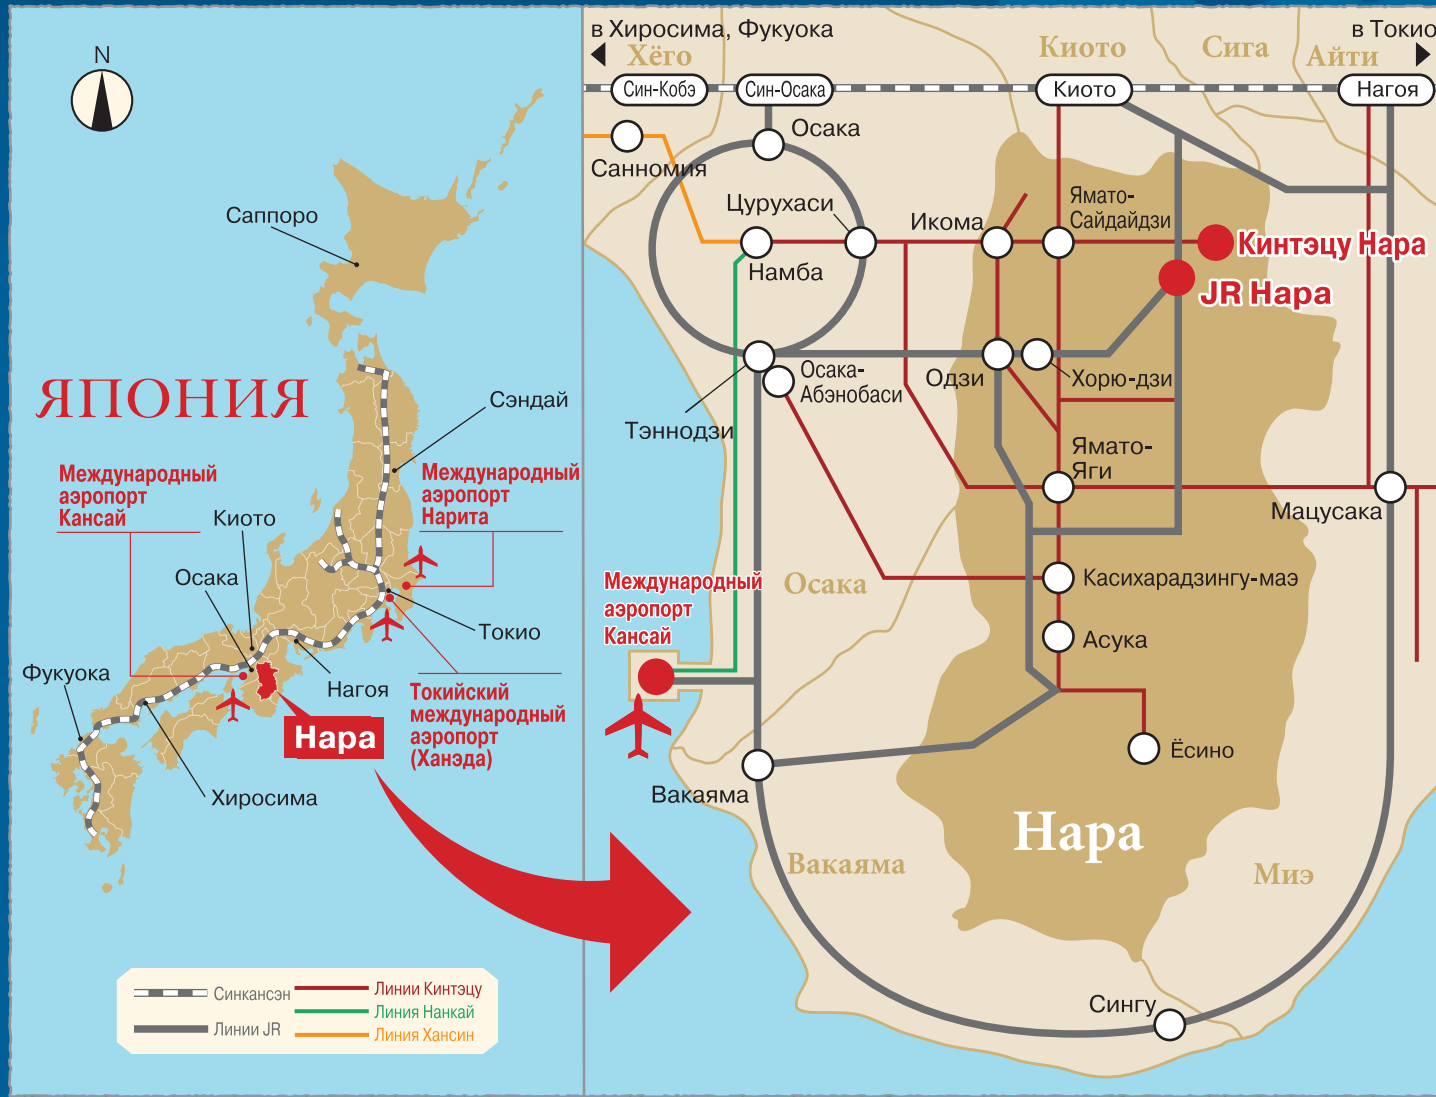 N
Саппоро
ЯПОНИЯ
Сэндай
Международный
аэропорт
Кансай
Международный
аэропорт
Нарита
Киото
Осака
Токио
Фукуока
Нагоя
Токийский
международный
аэропорт
(Ханэда)
Нара
Хиросима
Синкансэн
Линии JR
Линии Кинтэцу
Линия Нанкай
Линия Хансин
в Хиросима, Фукуока
в Токио
Хёго
Киото
Сига
Айти
Син-Кобэ
Син-Осака
Киото
Нагоя
Осака
Санномия
Цурухаси
Икома
Ямато-
Сайдайдзи
Кинтэцу Нара
Намба
JR Нара
Осака-
Абэнобаси
Одзи
Хорю-дзи
Тэннодзи
Ямато-
Яги
Мацусака
Международный
аэропорт
Кансай
Осака
Касихарадзингу-маэ
Асука
Ёсино
Вакаяма
Нара
Вакаяма
Миэ
Сингу